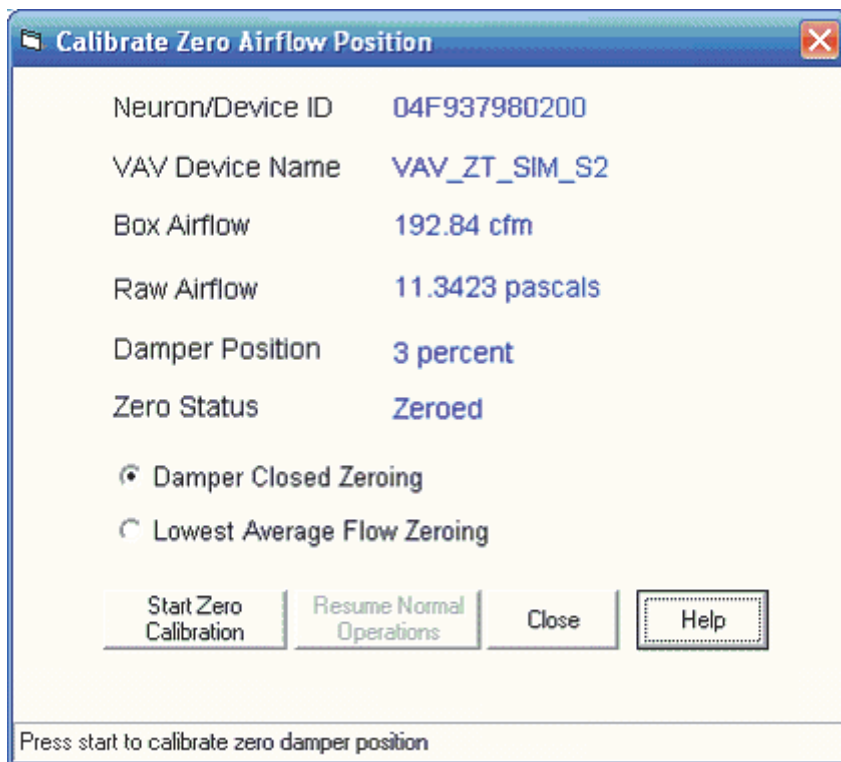 Calibrate Zero Airflow Position
Neuron/Device ID 04F937980200
VAV Device Name VAV_ZT_SIM_S2
Box Airflow 192.84 cfm
Raw Airflow 11.3423 pascals
Damper Position 3 percent
Zero Status Zeroed
Damper Closed Zeroing
Lowest Average Flow Zeroing
Start Zero Calibration
Resume Normal Operations
Close
Help
Press start to calibrate zero damper position